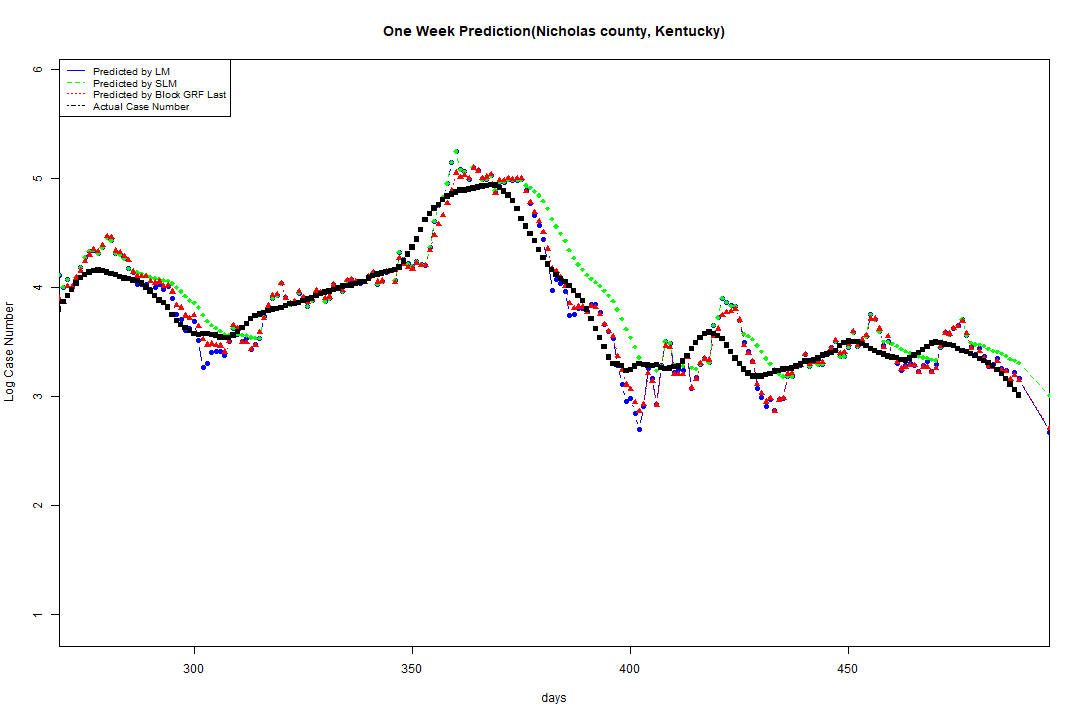 One Week Prediction(Nicholas county, Kentucky)
Predicted by LM
Predicted by SLM
Predicted by Block GRF Last
Actual Case Number
6
5
4
3
2
1
Log Case Number
300 350 400 450
days